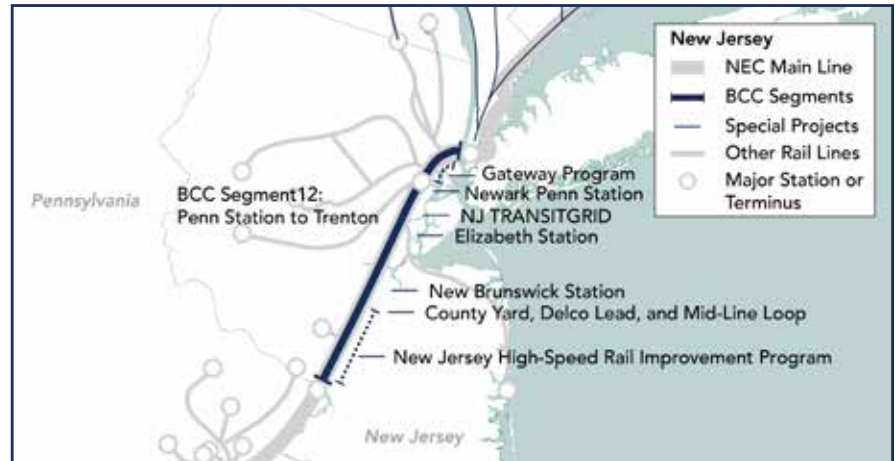 New Jersey
NEC Main Line
BCC Segments
Special Projects
Other Rail Lines
Major Station or
Terminus
Pennsylvania
BCC Segment12:
Penn Station to Trenton
Gateway Program
Newark Penn Station
NJ TRANSITGRID
Elizabeth Station
New Brunswick Station
County Yard, Delco Lead, and Mid-Line Loop
New Jersey High-Speed Rail Improvement Program
New Jersey